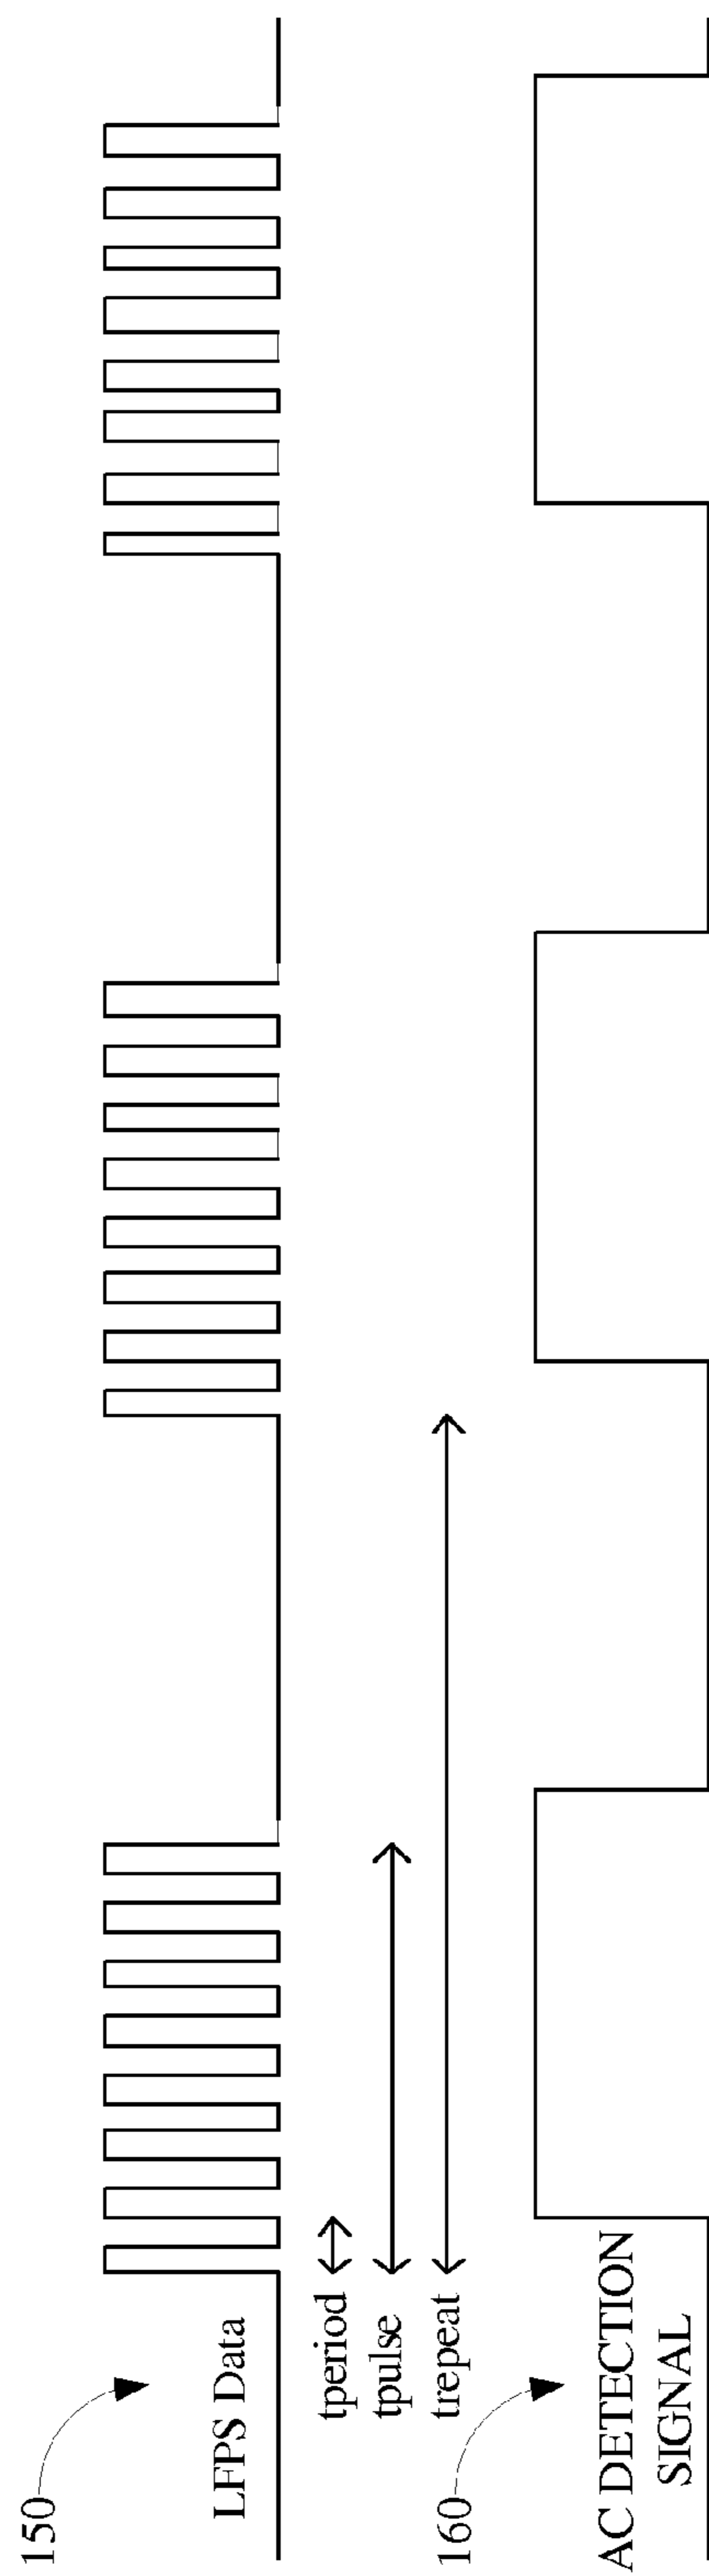 150
LFPS Data
tperiod
tpulse
trepeat
160
AC DETECTION
SIGNAL